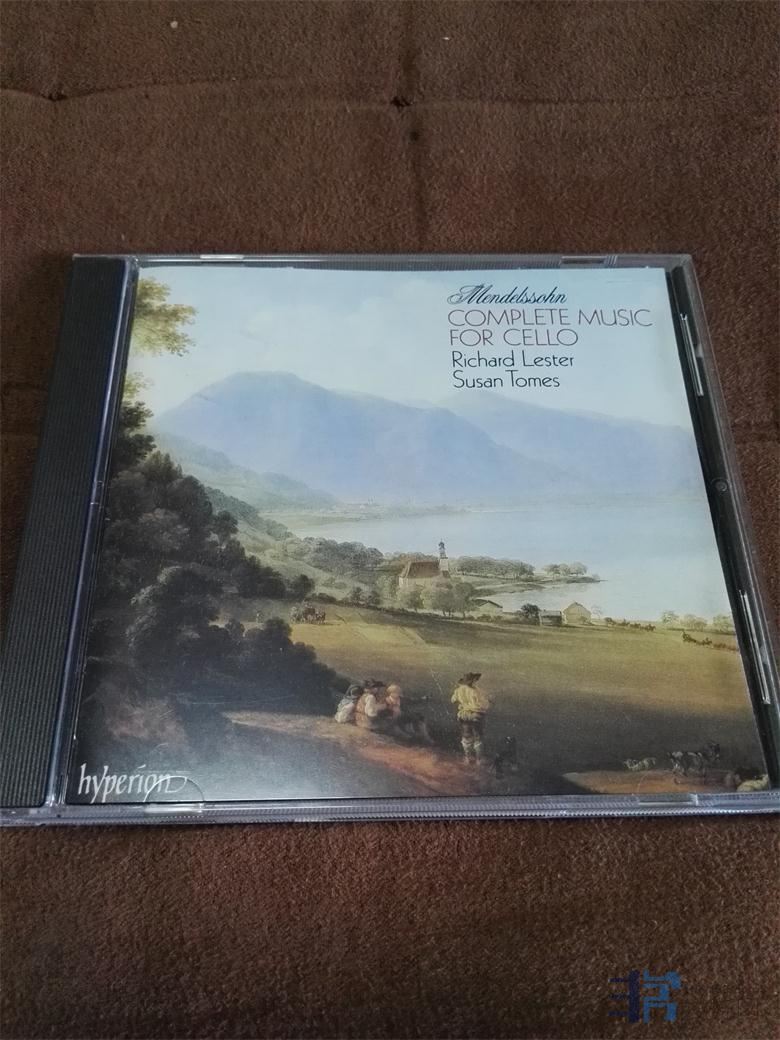 Mendelssohn
COMPLETE MUSIC
FOR CELLO
Richard Lester
Susan Tomes
hyperion